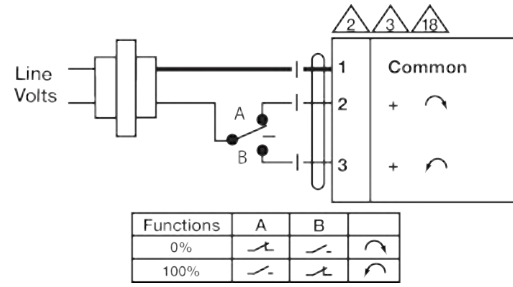 2 3 18
Line
Volts
1 Common
A
2 +
B
3 +
Functions A B
0%
100%